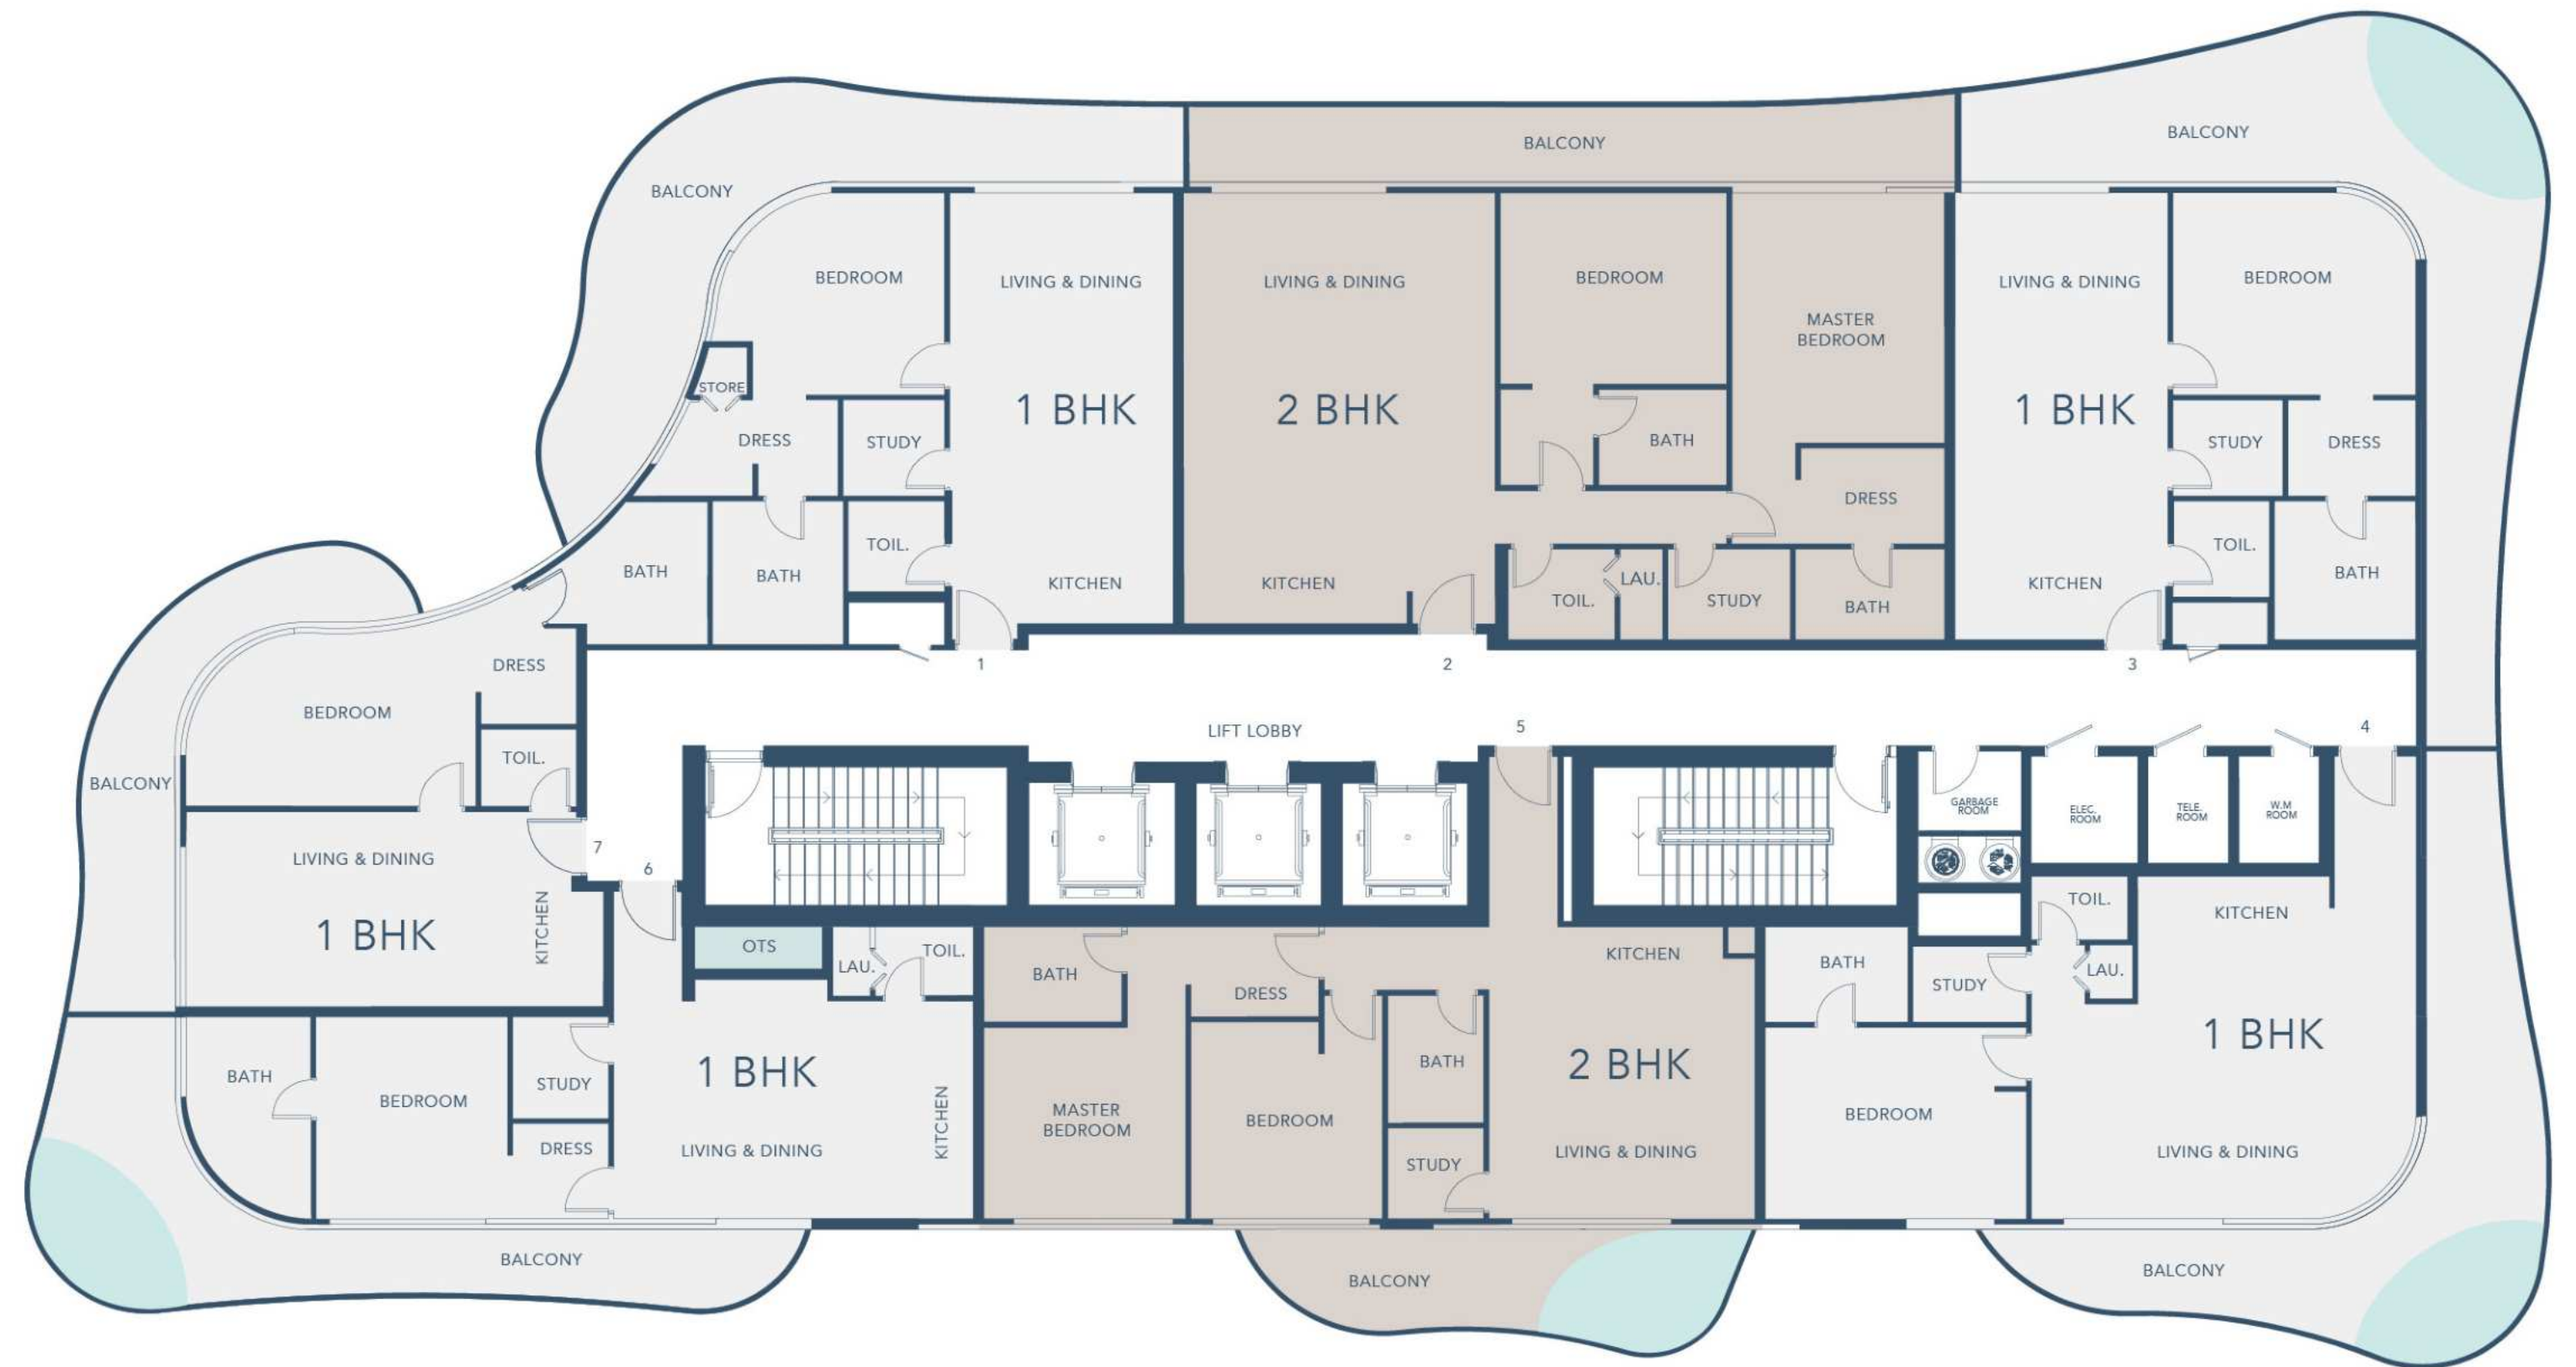 BALCONY
BALCONY
BALCONY
BEDROOM
LIVING & DINING
LIVING & DINING
BEDROOM
MASTER
BEDROOM
LIVING & DINING
BEDROOM
STORE
1 BHK
2 BHK
1 BHK
DRESS
STUDY
BATH
STUDY
DRESS
DRESS
TOIL.
TOIL.
BATH
BATH
KITCHEN
KITCHEN
TOIL.
LAU.
STUDY
BATH
KITCHEN
BATH
DRESS
1
2
3
BEDROOM
LIFT LOBBY
5
4
TOIL.
BALCONY
GARBAGE
ROOM
ELEC.
ROOM
TELE.
ROOM
W.M
ROOM
LIVING & DINING
7
6
1 BHK
KITCHEN
OTS
LAU.
TOIL.
BATH
DRESS
KITCHEN
BATH
STUDY
TOIL.
LAU.
KITCHEN
1 BHK
BATH
BEDROOM
STUDY
DRESS
1 BHK
LIVING & DINING
KITCHEN
MASTER
BEDROOM
BEDROOM
BATH
STUDY
2 BHK
LIVING & DINING
BEDROOM
LIVING & DINING
BALCONY
BALCONY
BALCONY